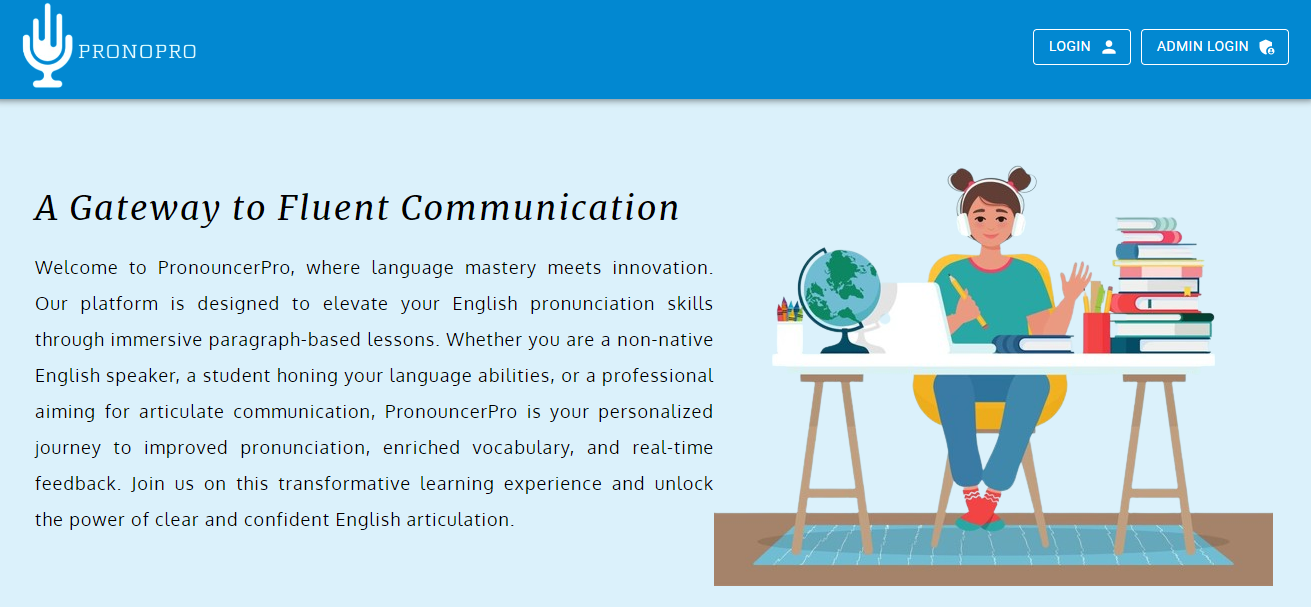 PRONOPRO
LOGIN
ADMIN LOGIN
A Gateway to Fluent Communication
Welcome to PronouncerPro, where language mastery meets innovation.
Our platform is designed to elevate your English pronunciation skills
through immersive paragraph-based lessons. Whether you are a non-native
English speaker, a student honing your language abilities, or a professional
aiming for articulate communication, PronouncerPro is your personalized
journey to improved pronunciation, enriched vocabulary, and real-time
feedback. Join us on this transformative learning experience and unlock
the power of clear and confident English articulation.